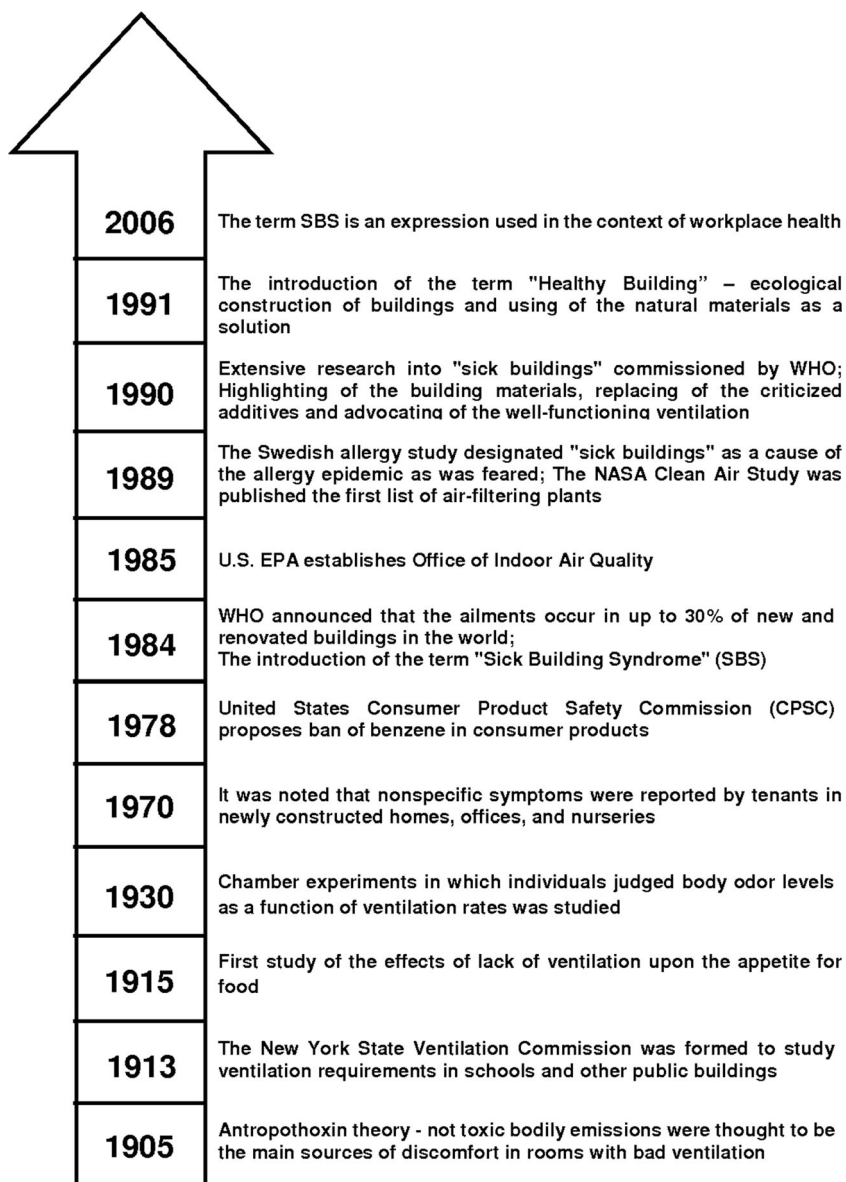 2006
The term SBS is an expression used in the context of workplace health
1991
The introduction of the term "Healthy Building” – ecological
construction of buildings and using of the natural materials as a
solution
1990
Extensive research into "sick buildings" commissioned by WHO;
Highlighting of the building materials, replacing of the criticized
additives and advocating of the well-functioning ventilation
1989
The Swedish allergy study designated "sick buildings" as a cause of
the allergy epidemic as was feared; The NASA Clean Air Study was
published the first list of air-filtering plants
1985
U.S. EPA establishes Office of Indoor Air Quality
1984
WHO announced that the ailments occur in up to 30% of new and
renovated buildings in the world;
The introduction of the term "Sick Building Syndrome" (SBS)
1978
United States Consumer Product Safety Commission (CPSC)
proposes ban of benzene in consumer products
1970
It was noted that nonspecific symptoms were reported by tenants in
newly constructed homes, offices, and nurseries
1930
Chamber experiments in which individuals judged body odor levels
as a function of ventilation rates was studied
1915
First study of the effects of lack of ventilation upon the appetite for
food
1913
The New York State Ventilation Commission was formed to study
ventilation requirements in schools and other public buildings
1905
Antropothoxin theory - not toxic bodily emissions were thought to be
the main sources of discomfort in rooms with bad ventilation